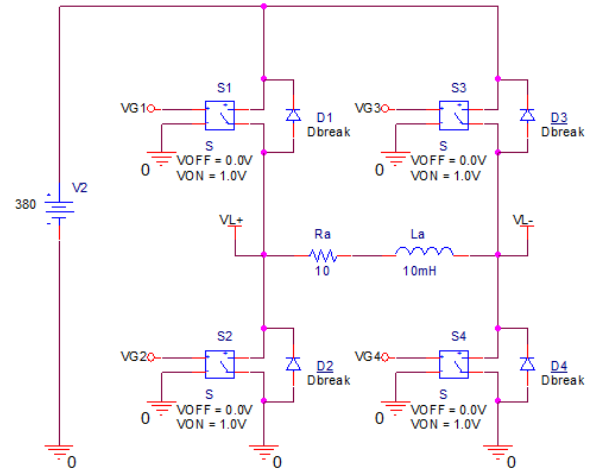 S1
VG1
D1
Dbreak
S
VOFF = 0.0V
VON = 1.0V
0
S3
VG3
D3
Dbreak
S
VOFF = 0.0V
VON = 1.0V
0
V2
380
+
-
VL+
Ra
10
La
10mH
VL-
S2
VG2
D2
Dbreak
S
VOFF = 0.0V
VON = 1.0V
0
S4
VG4
D4
Dbreak
S
VOFF = 0.0V
VON = 1.0V
0
0
0
0